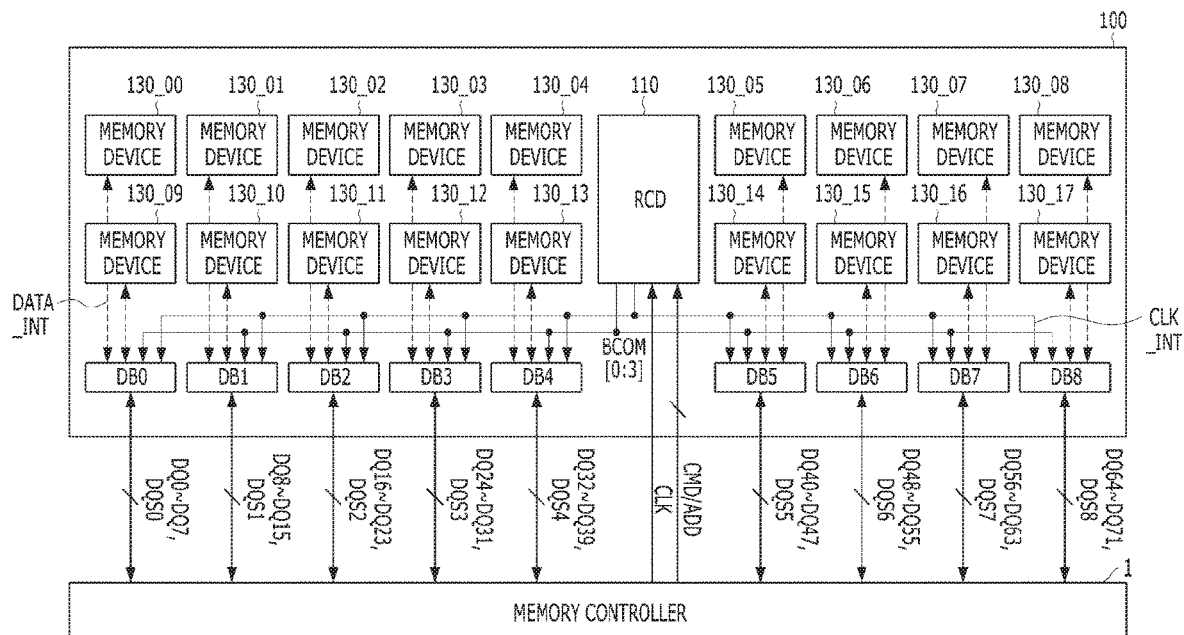 100
130_00 130_01 130_02 130_03 130_04 110 130_05 130_06 130_07 130_08
MEMORY DEVICE
MEMORY DEVICE
MEMORY DEVICE
MEMORY DEVICE
MEMORY DEVICE
RCD
MEMORY DEVICE
MEMORY DEVICE
MEMORY DEVICE
MEMORY DEVICE
130_09 130_10 130_11 130_12 130_13 130_14 130_15 130_16 130_17
MEMORY DEVICE
MEMORY DEVICE
MEMORY DEVICE
MEMORY DEVICE
MEMORY DEVICE
MEMORY DEVICE
MEMORY DEVICE
MEMORY DEVICE
MEMORY DEVICE
DATA
_INT
CLK
_INT
BCOM
[0:3]
DB0 DB1 DB2 DB3 DB4 DB5 DB6 DB7 DB8
DQ0~DQ7,
DQS0
DQ8~DQ15,
DQS1
DQ16~DQ23,
DQS2
DQ24~DQ31,
DQS3
DQ32~DQ39,
DQS4
CLK
CMD/ADD
DQ40~DQ47,
DQS5
DQ48~DQ55,
DQS6
DQ56~DQ63,
DQS7
DQ64~DQ71,
DQS8
1
MEMORY CONTROLLER